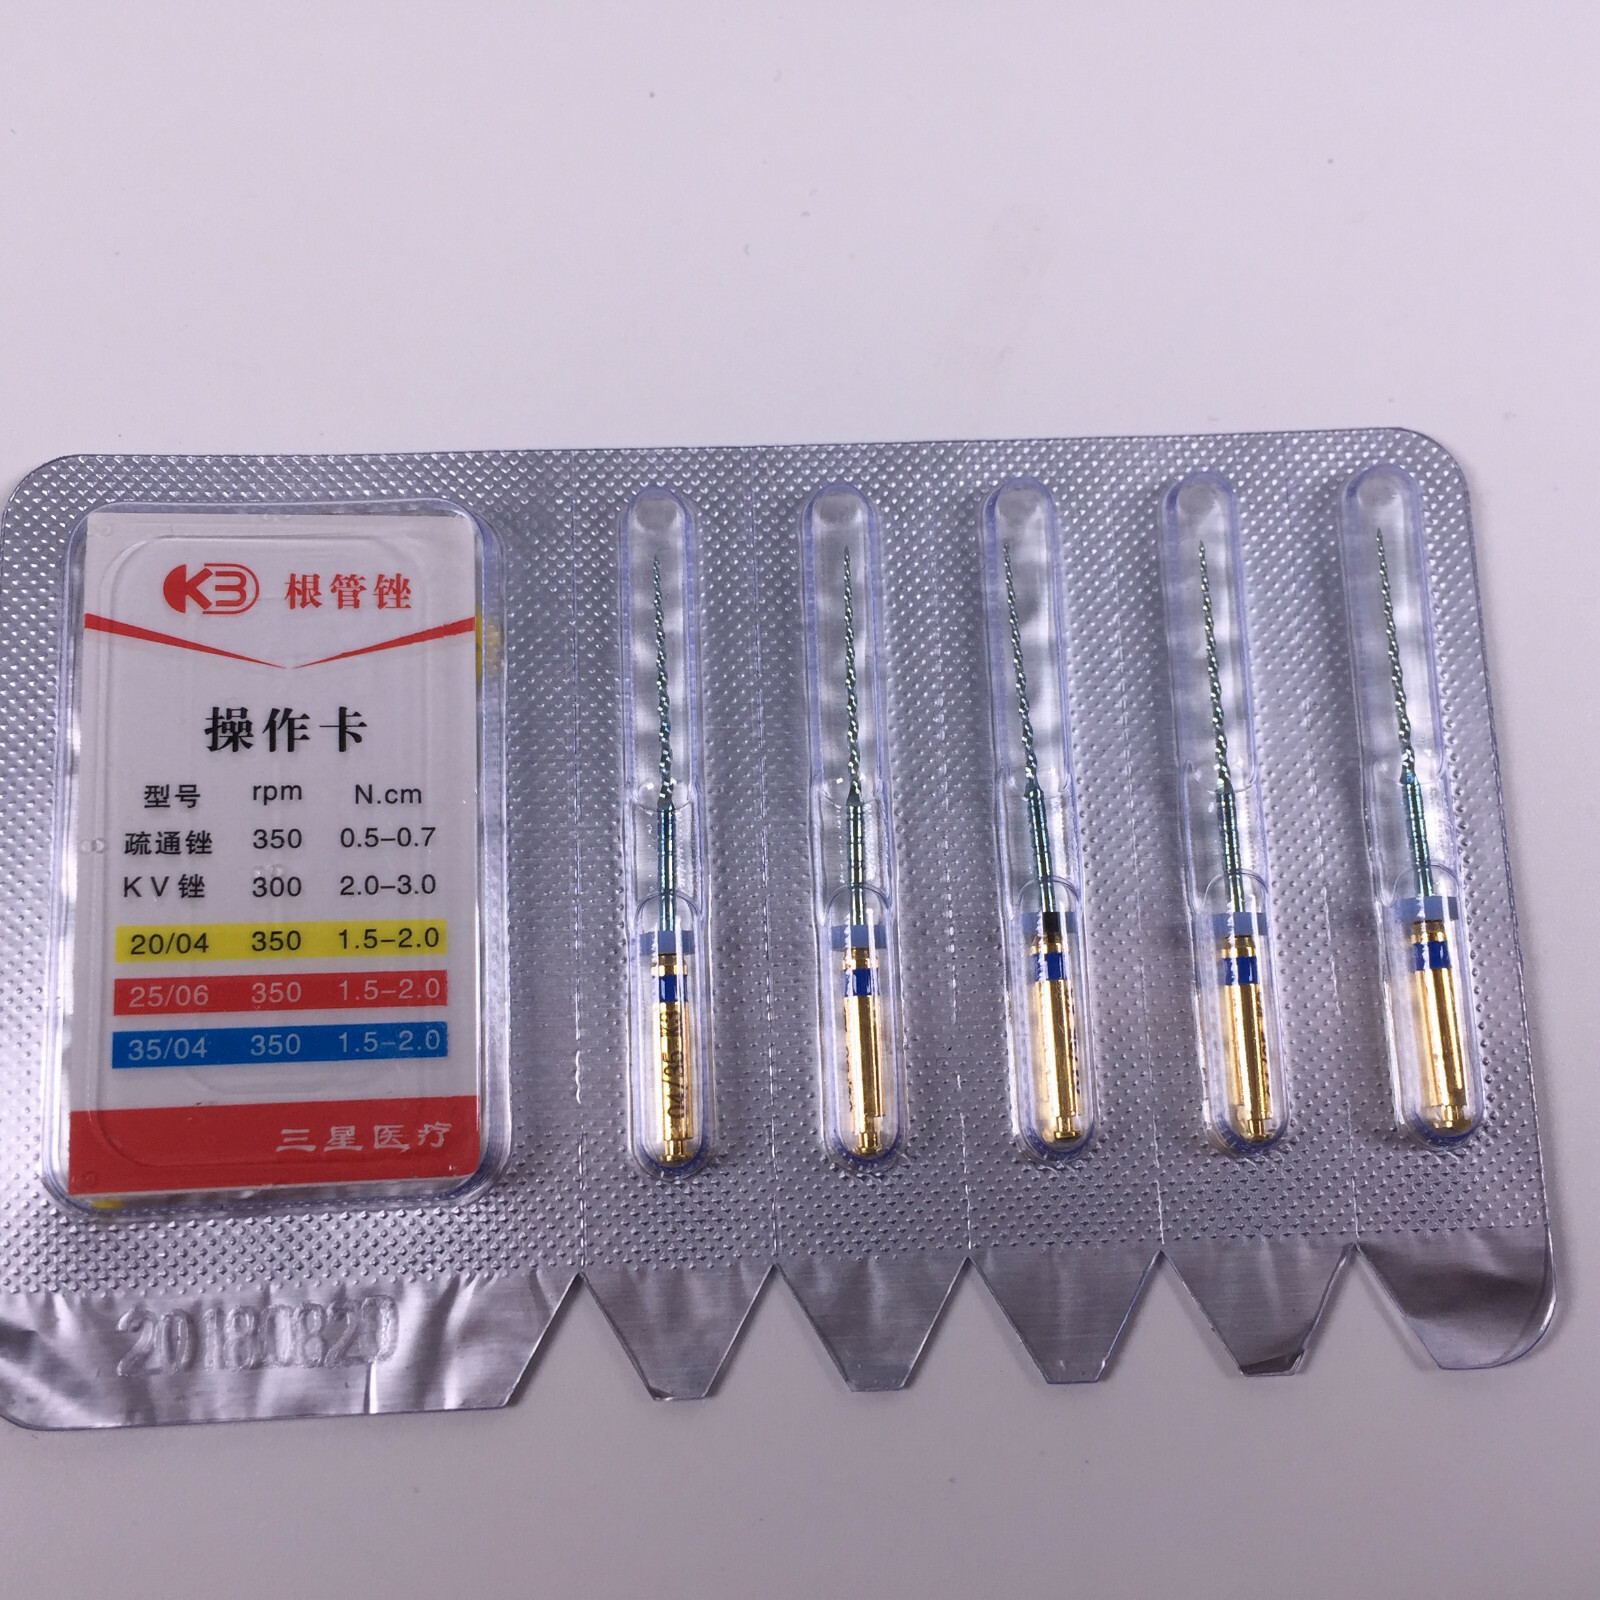 K3 根管锉
操作卡
型号 rpm N.cm
疏通锉 350 0.5–0.7
KV锉 300 2.0–3.0
20/04 350 1.5–2.0
25/06 350 1.5–2.0
35/04 350 1.5–2.0
三星医疗
04/35
20180820